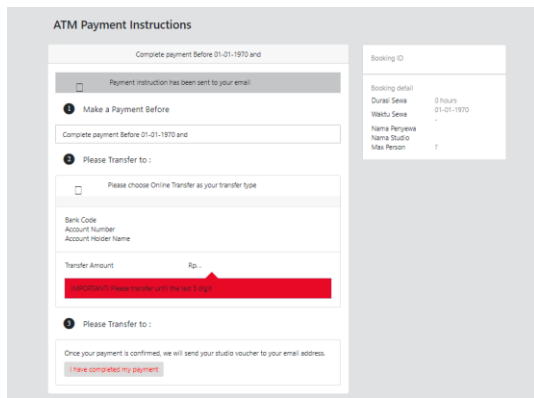 ATM Payment Instructions
Complete payment Before 01-01-1970 and
Payment instruction has been sent to your email
1 Make a Payment Before
Complete payment Before 01-01-1970 and
2 Please Transfer to :
Please choose Online Transfer as your transfer type
Bank Code
Account Number
Account Holder Name
Transfer Amount Rp...
IMPORTANT! Please transfer until the last 3 digit
3 Please Transfer to :
Once your payment is confirmed, we will send your studio voucher to your email address.
I have completed my payment
Booking ID
Booking detail
Durasi Sewa 0 hours
Waktu Sewa 01-01-1970
-
Nama Penyewa
Nama Studio
Max Person ?